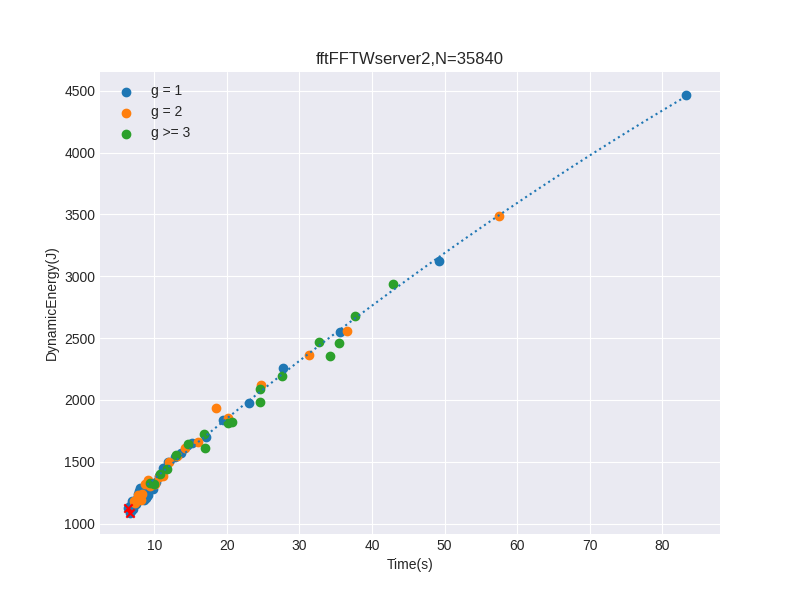 fftFFTWserver2,N=35840
g = 1
g = 2
g >= 3
DynamicEnergy(J)
4500
4000
3500
3000
2500
2000
1500
1000
10 20 30 40 50 60 70 80
Time(s)